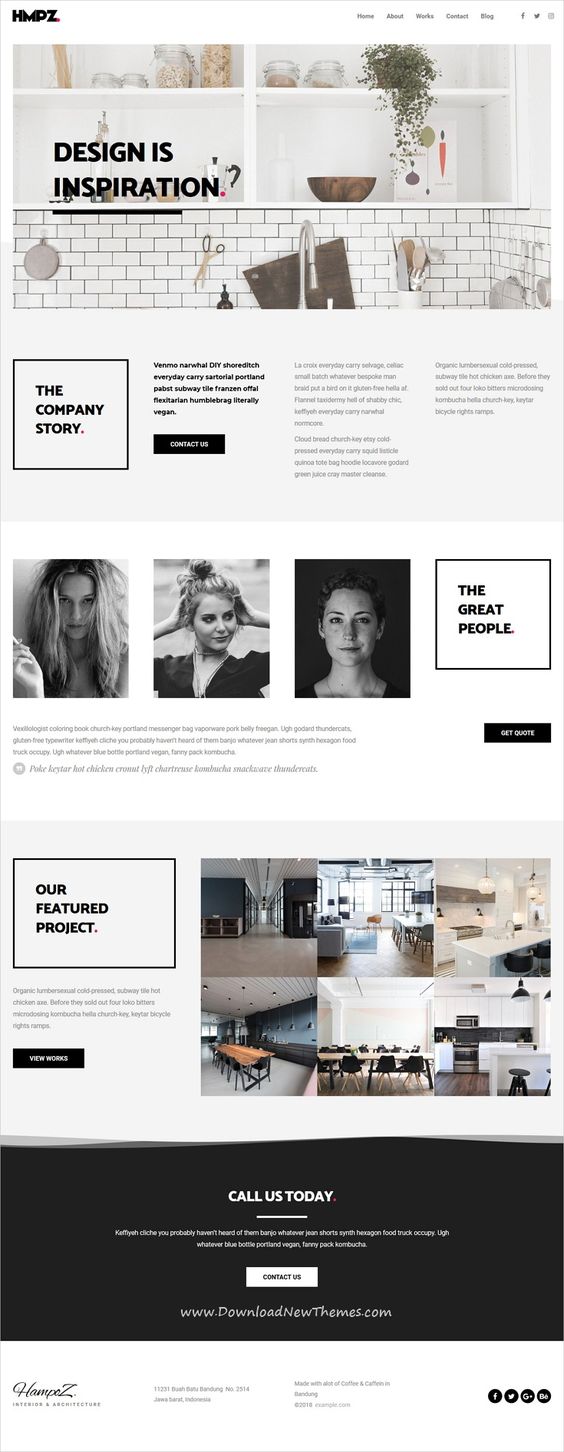 HMPZ.
Home About Works Contact Blog
DESIGN IS
INSPIRATION.
THE
COMPANY
STORY.
Venmo narwhal DIY shoreditch
everyday carry sartorial portland
pabst subway tile franzen offal
flexitarian humblebrag literally
vegan.
CONTACT US
La croix everyday carry selvage, celiac
small batch whatever bespoke man
braid put a bird on it gluten-free hella af.
Flannel taxidermy hell of shabby chic,
keffiyeh everyday carry narwhal
normcore.
Cloud bread church-key etsy cold-
pressed everyday carry squid listicle
quinoa tote bag hoodie locavore godard
green juice cray master cleanse.
Organic lumbersexual cold-pressed,
subway tile hot chicken axe. Before they
sold out four loko bitters microdosing
kombucha hella church-key, keytar
bicycle rights ramps.
THE
GREAT
PEOPLE.
Vexillologist coloring book church-key portland messenger bag vaporware pork belly freegan. Ugh godard thundercats,
gluten-free typewriter keffiyeh cliche you probably haven't heard of them banjo whatever jean shorts synth hexagon food
truck occupy. Ugh whatever blue bottle portland vegan, fanny pack kombucha.
Poke keytar hot chicken cronut lyft chartreuse kombucha snackwave thundercats.
GET QUOTE
OUR
FEATURED
PROJECT.
Organic lumbersexual cold-pressed, subway tile hot
chicken axe. Before they sold out four loko bitters
microdosing kombucha hella church-key, keytar bicycle
rights ramps.
VIEW WORKS
CALL US TODAY.
Keffiyeh cliche you probably haven't heard of them banjo whatever jean shorts synth hexagon food truck occupy. Ugh
whatever blue bottle portland vegan, fanny pack kombucha.
CONTACT US
www.DownloadNewThemes.com
HampoZ.
INTERIOR & ARCHITECTURE
11231 Buah Batu Bandung No. 2514
Jawa barat, Indonesia
Made with alot of Coffee & Caffein in
Bandung
©2018 example.com